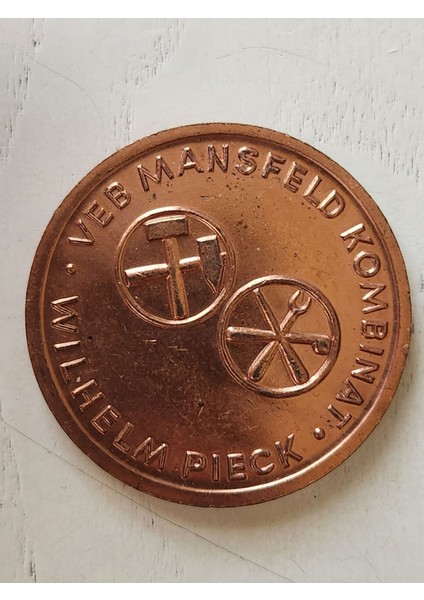 · VEB MANSFELD KOMBINAT ·
WILHELM PIECK